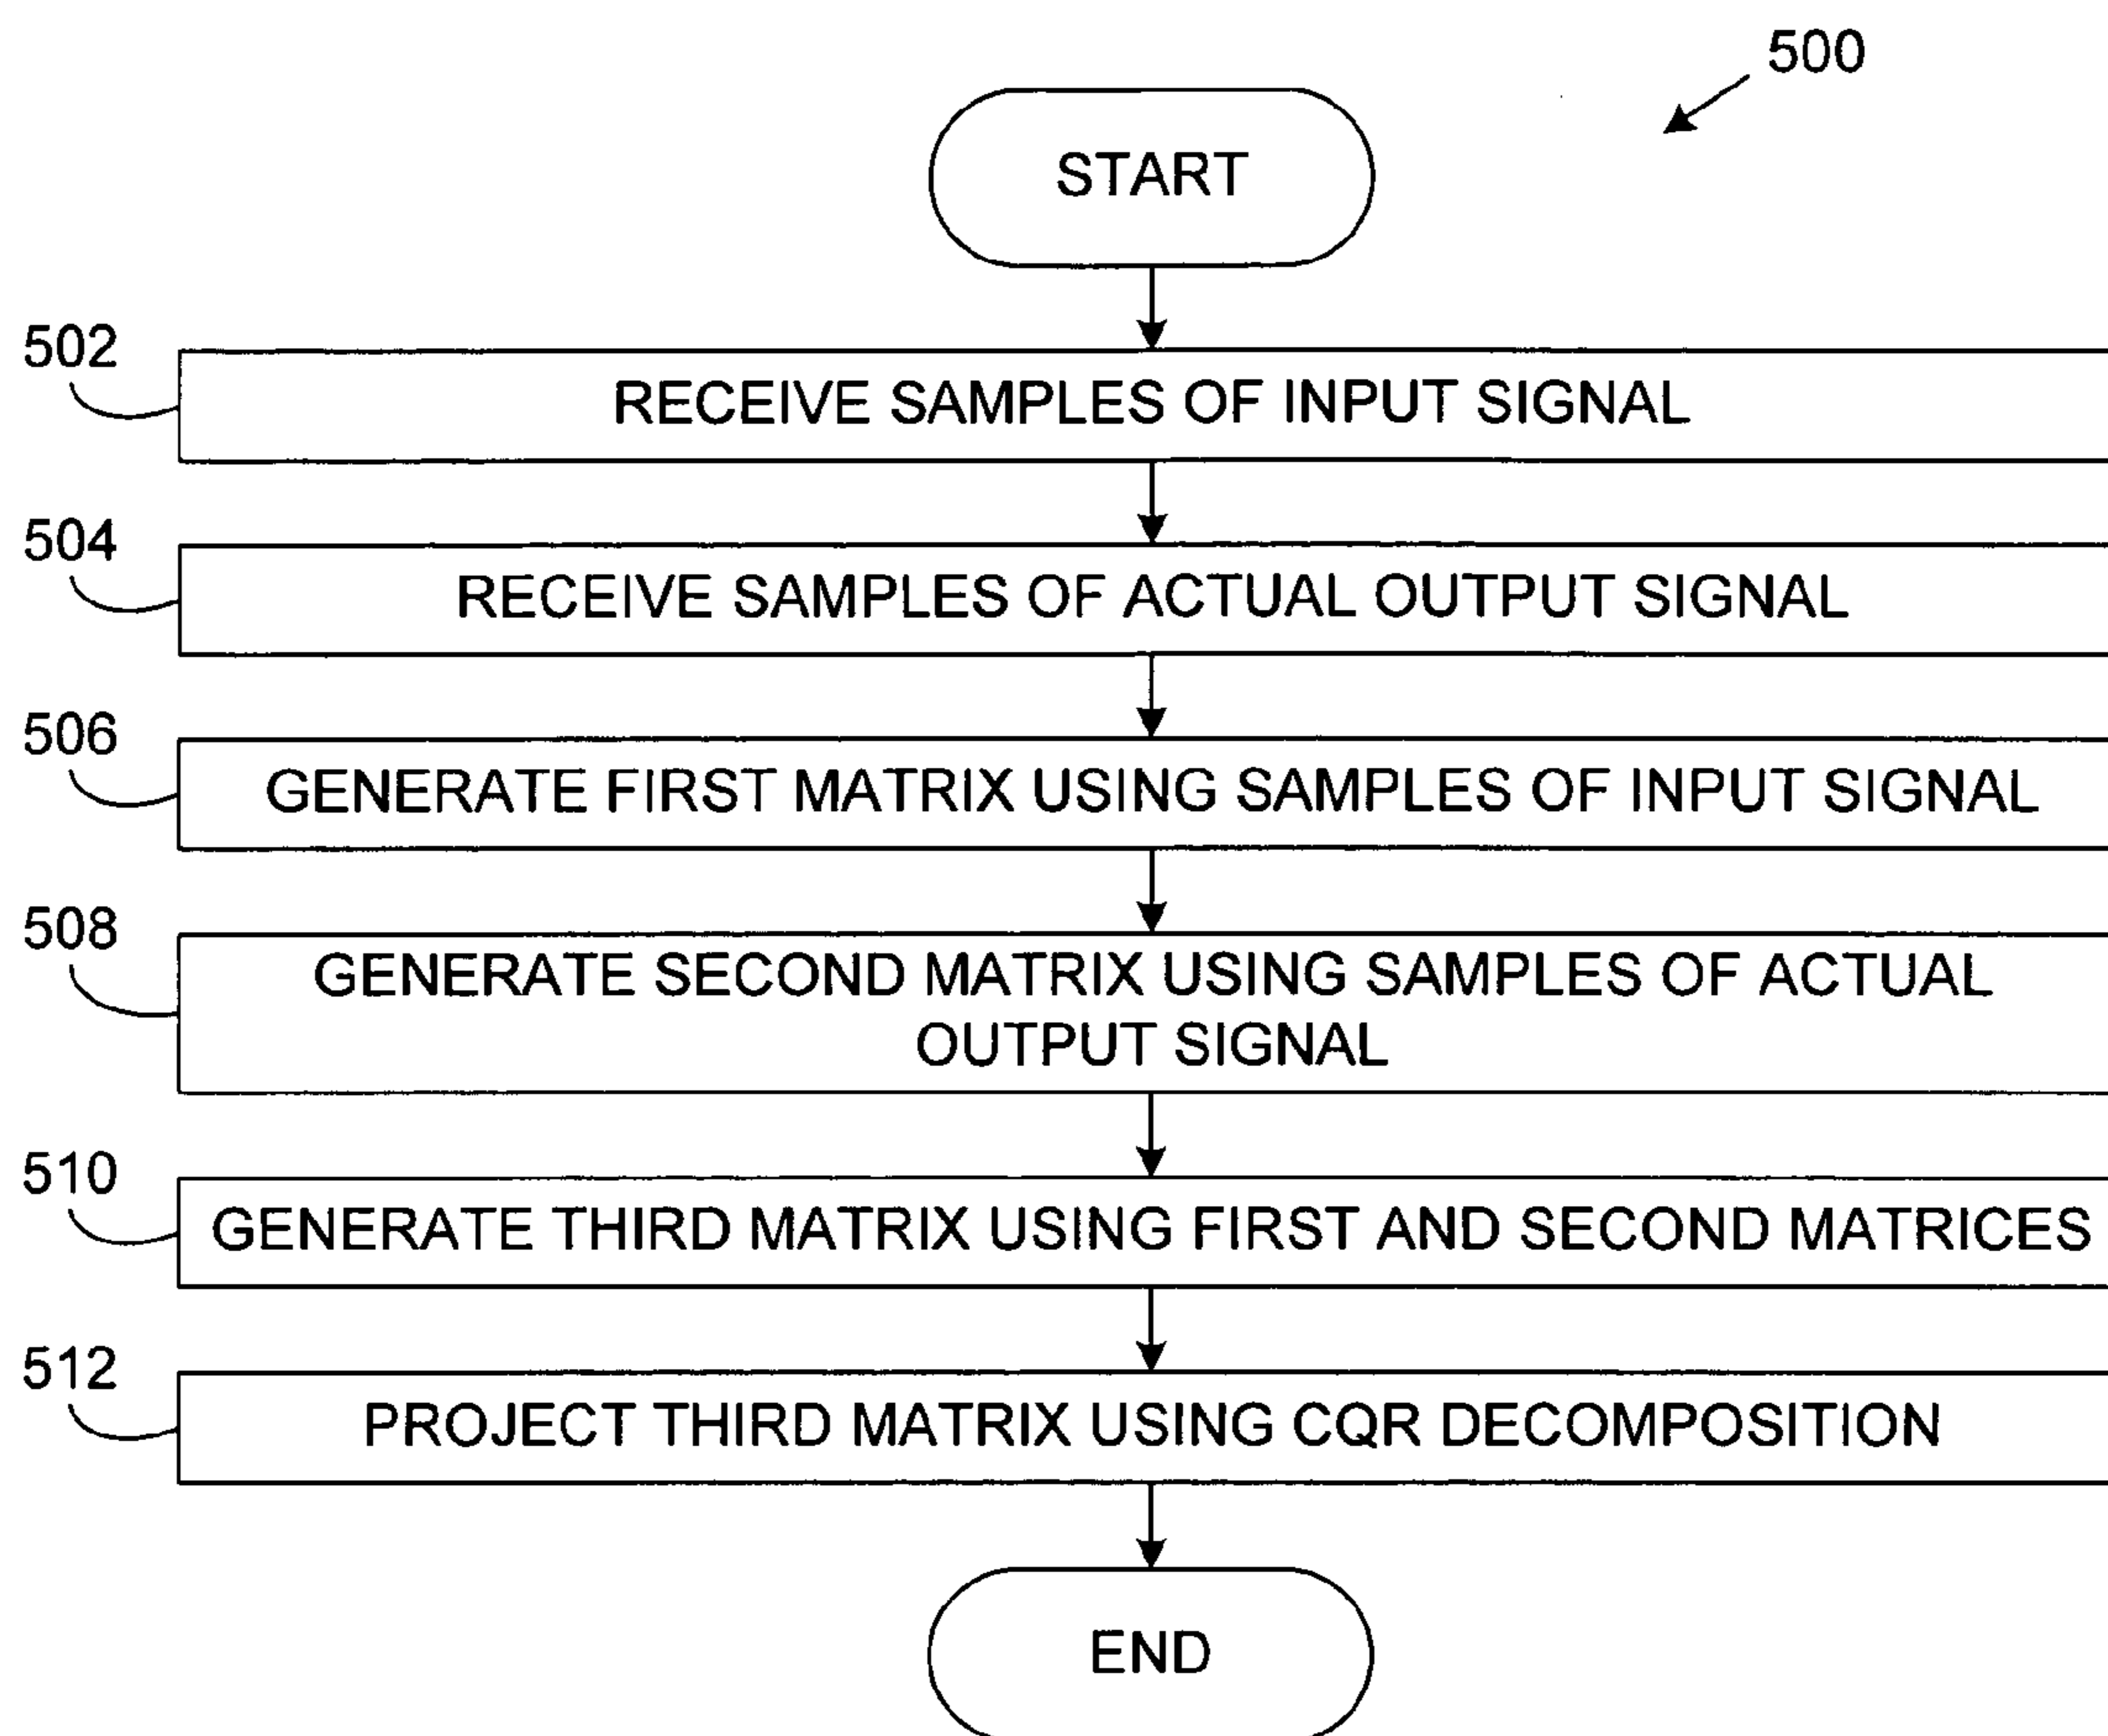 500
START
502
RECEIVE SAMPLES OF INPUT SIGNAL
504
RECEIVE SAMPLES OF ACTUAL OUTPUT SIGNAL
506
GENERATE FIRST MATRIX USING SAMPLES OF INPUT SIGNAL
508
GENERATE SECOND MATRIX USING SAMPLES OF ACTUAL
OUTPUT SIGNAL
510
GENERATE THIRD MATRIX USING FIRST AND SECOND MATRICES
512
PROJECT THIRD MATRIX USING CQR DECOMPOSITION
END